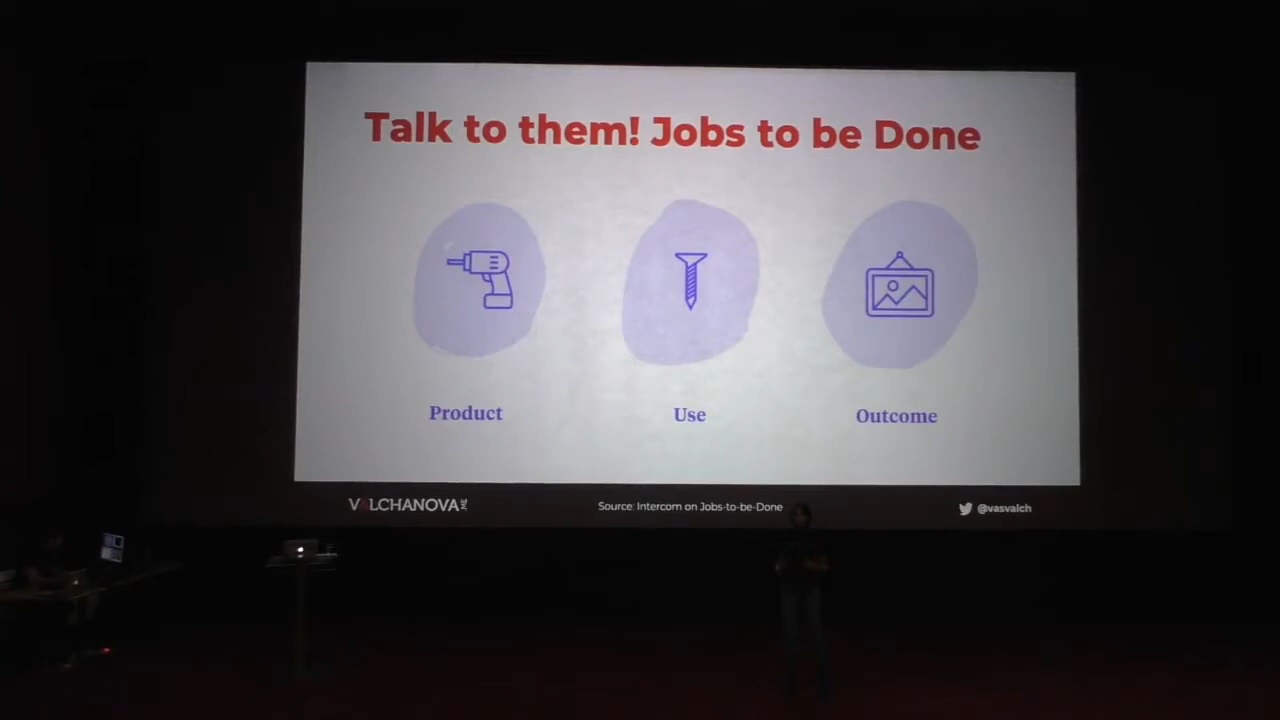 Talk to them! Jobs to be Done
Product
Use
Outcome
VALCHANOVA.ME
Source: Intercom on Jobs-to-be-Done
@vasvalch